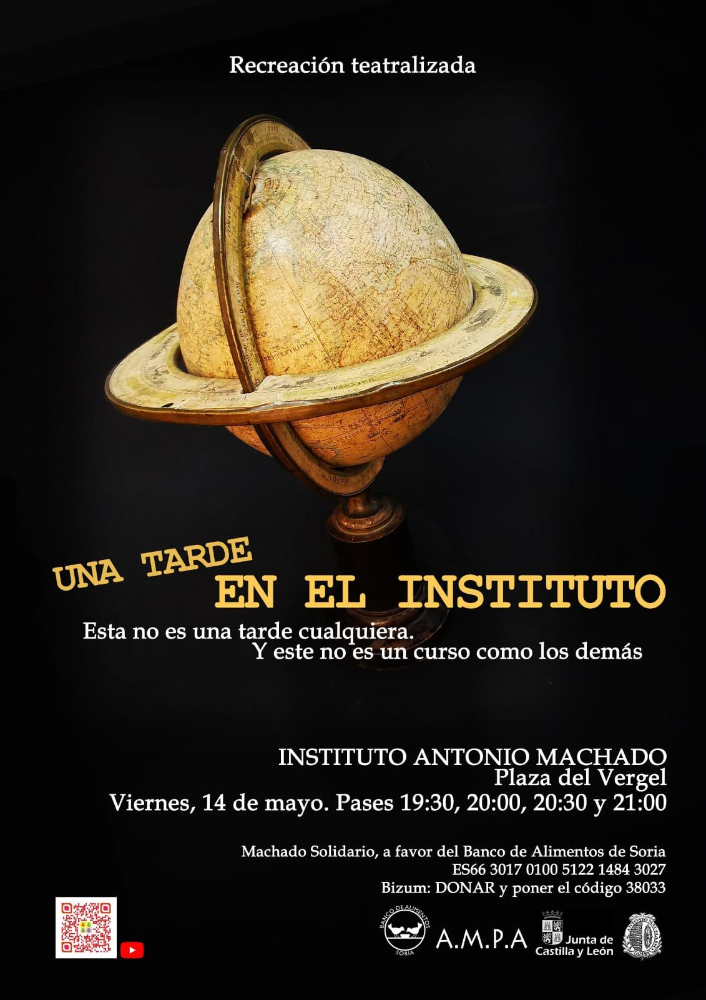 Recreación teatralizada
SEPTENTRIONAL
UNA TARDE
EN EL INSTITUTO
Esta no es una tarde cualquiera.
Y este no es un curso como los demás
INSTITUTO ANTONIO MACHADO
Plaza del Vergel
Viernes, 14 de mayo. Pases 19:30, 20:00, 20:30 y 21:00
Machado Solidario, a favor del Banco de Alimentos de Soria
ES66 3017 0100 5122 1484 3027
Bizum: DONAR y poner el código 38033
BANCO DE ALIMENTOS
SORIA
A.M.P.A
Junta de
Castilla y León